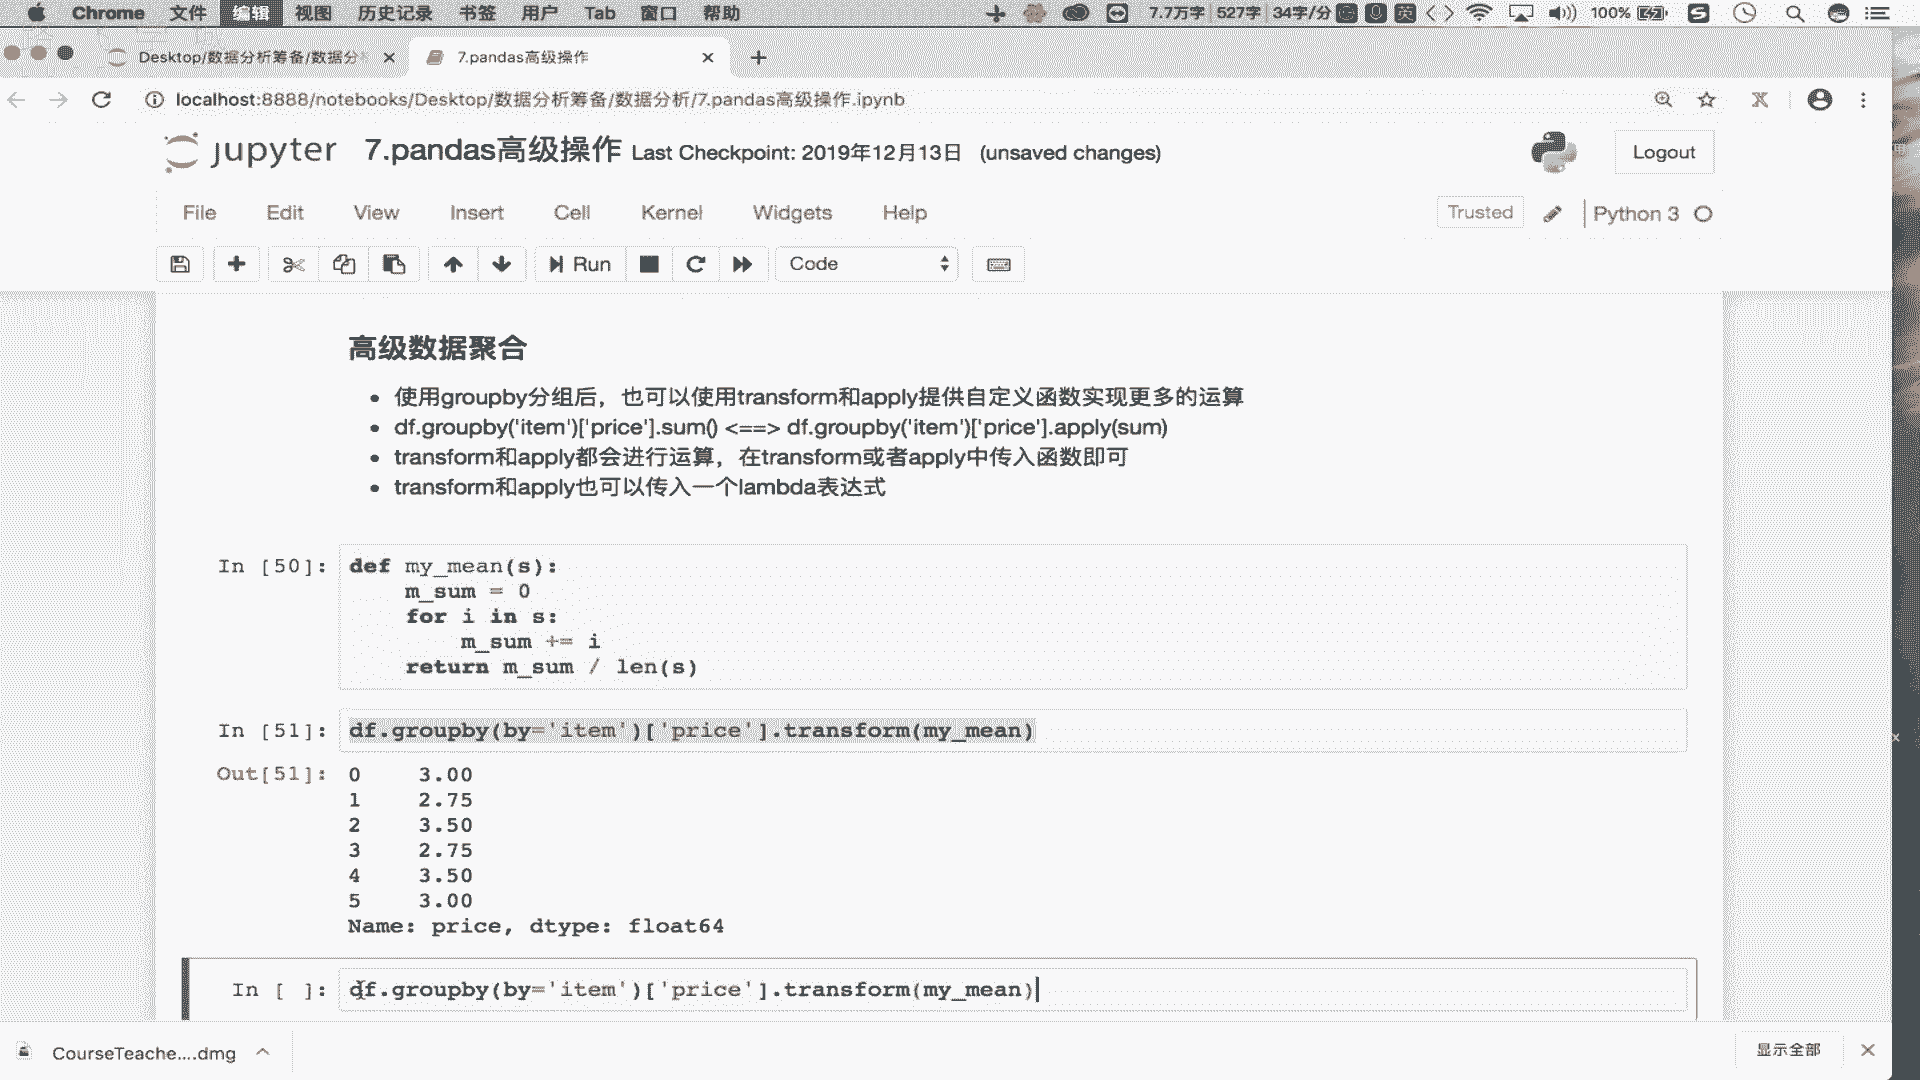 Chrome 文件 编辑 视图 历史记录 书签 用户 Tab 窗口 帮助 7.7万字 527字 34字/分 英 100%
Desktop/数据分析筹备/数据分 7.pandas高级操作
localhost:8888/notebooks/Desktop/数据分析筹备/数据分析/7.pandas高级操作.ipynb
jupyter 7.pandas高级操作 Last Checkpoint: 2019年12月13日 (unsaved changes) Logout
File Edit View Insert Cell Kernel Widgets Help Trusted Python 3
Run Code
高级数据聚合
使用groupby分组后，也可以使用transform和apply提供自定义函数实现更多的运算
df.groupby('item')['price'].sum() <==> df.groupby('item')['price'].apply(sum)
transform和apply都会进行运算，在transform或者apply中传入函数即可
transform和apply也可以传入一个lambda表达式
In [50]: def my_mean(s):
m_sum = 0
for i in s:
m_sum += i
return m_sum / len(s)
In [51]: df.groupby(by='item')['price'].transform(my_mean)
Out[51]: 0 3.00
1 2.75
2 3.50
3 2.75
4 3.50
5 3.00
Name: price, dtype: float64
In [ ]: df.groupby(by='item')['price'].transform(my_mean)
CourseTeache....dmg 显示全部